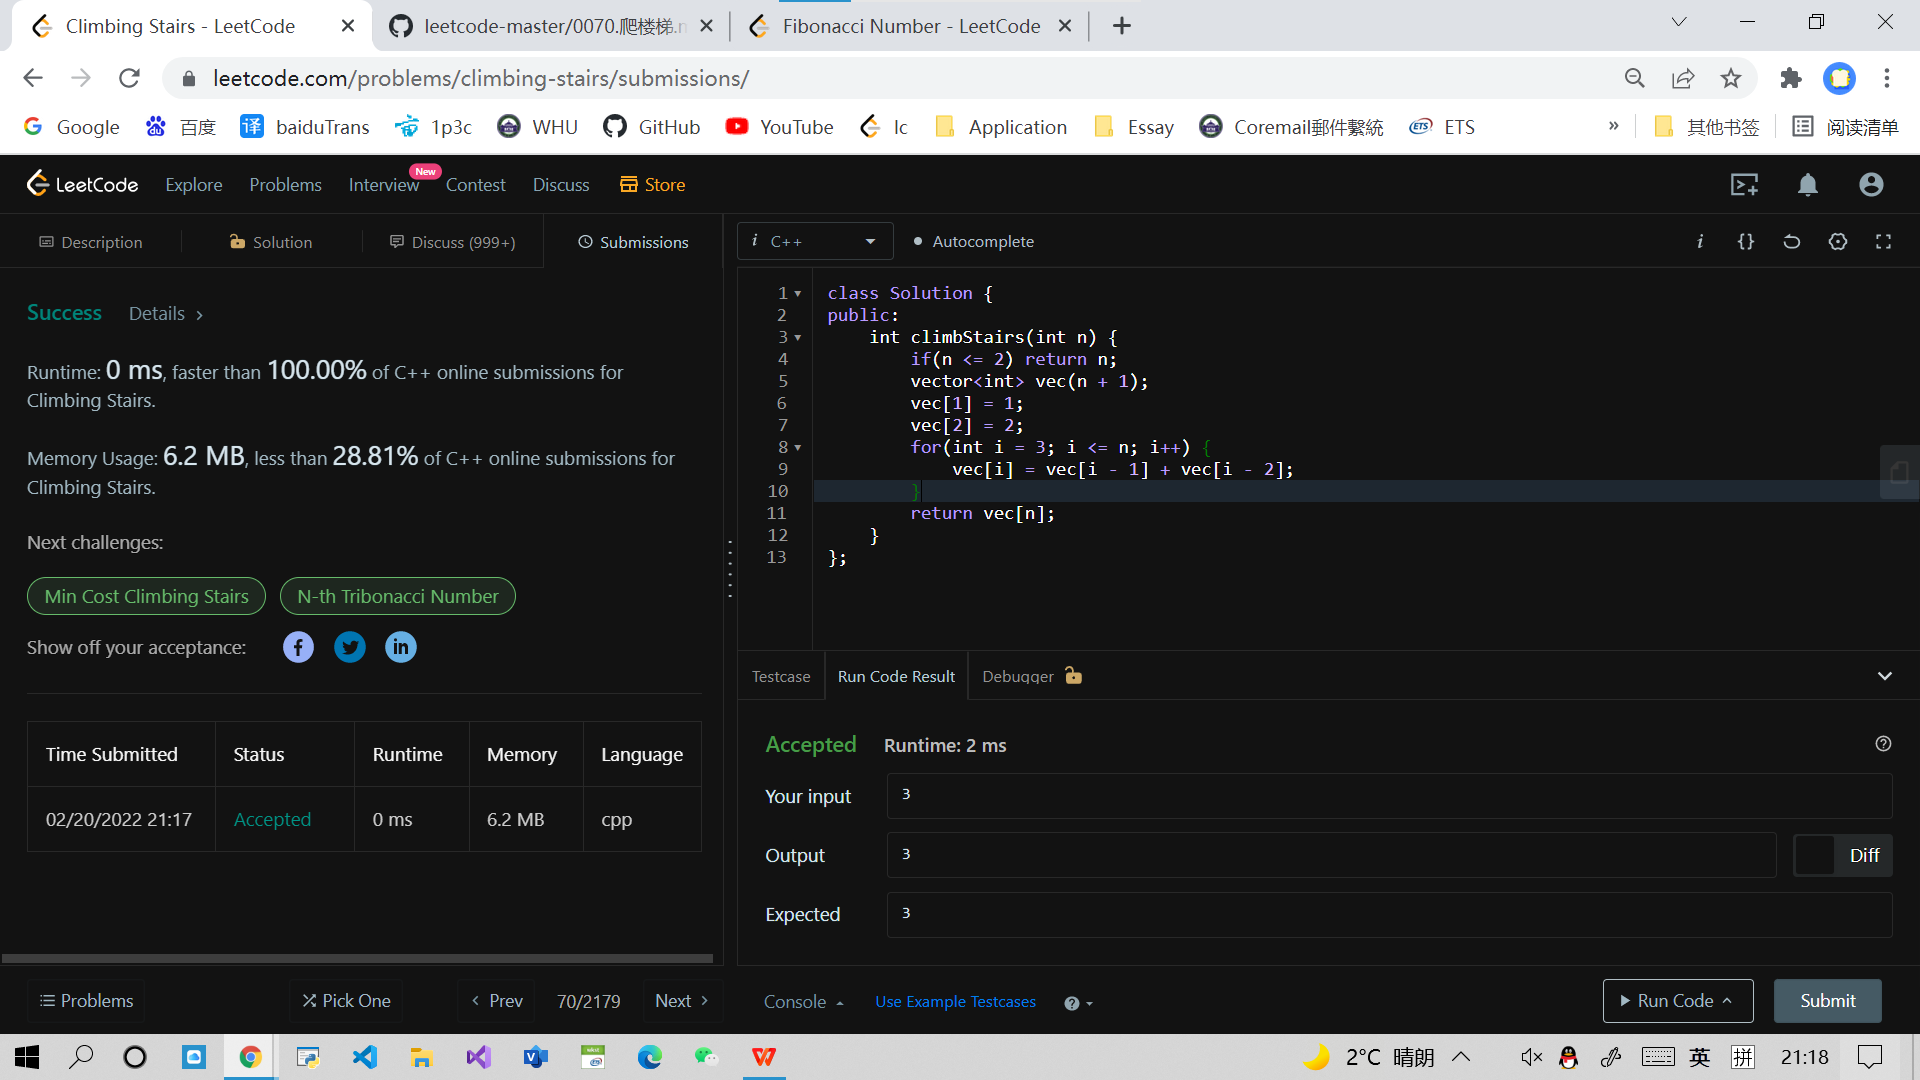 Climbing Stairs - LeetCode
leetcode-master/0070.爬楼梯.m
Fibonacci Number - LeetCode
leetcode.com/problems/climbing-stairs/submissions/
Google 百度 译 baiduTrans 1p3c WHU GitHub YouTube lc Application Essay Coremail郵件繫統 ETS » 其他书签 阅读清单
LeetCode Explore Problems Interview New Contest Discuss Store
Description Solution Discuss (999+) Submissions
i C++ Autocomplete
Success Details >
Runtime: 0 ms, faster than 100.00% of C++ online submissions for
Climbing Stairs.
Memory Usage: 6.2 MB, less than 28.81% of C++ online submissions for
Climbing Stairs.
Next challenges:
Min Cost Climbing Stairs N-th Tribonacci Number
Show off your acceptance:
Time Submitted Status Runtime Memory Language
02/20/2022 21:17 Accepted 0 ms 6.2 MB cpp
1 class Solution {
2 public:
3 int climbStairs(int n) {
4 if(n <= 2) return n;
5 vector<int> vec(n + 1);
6 vec[1] = 1;
7 vec[2] = 2;
8 for(int i = 3; i <= n; i++) {
9 vec[i] = vec[i - 1] + vec[i - 2];
10 }
11 return vec[n];
12 }
13 };
Testcase Run Code Result Debugger
Accepted Runtime: 2 ms
Your input 3
Output 3 Diff
Expected 3
Problems Pick One < Prev 70/2179 Next >
Console Use Example Testcases Run Code Submit
2°C 晴朗 英 拼 21:18